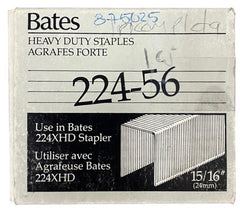 Bates
875025
HEAVY DUTY STAPLES
AGRAFES FORTE
224-56
Use in Bates
224XHD Stapler
Utiliser avec
Agrafeuse Bates
224XHD
15/16"
(24mm)